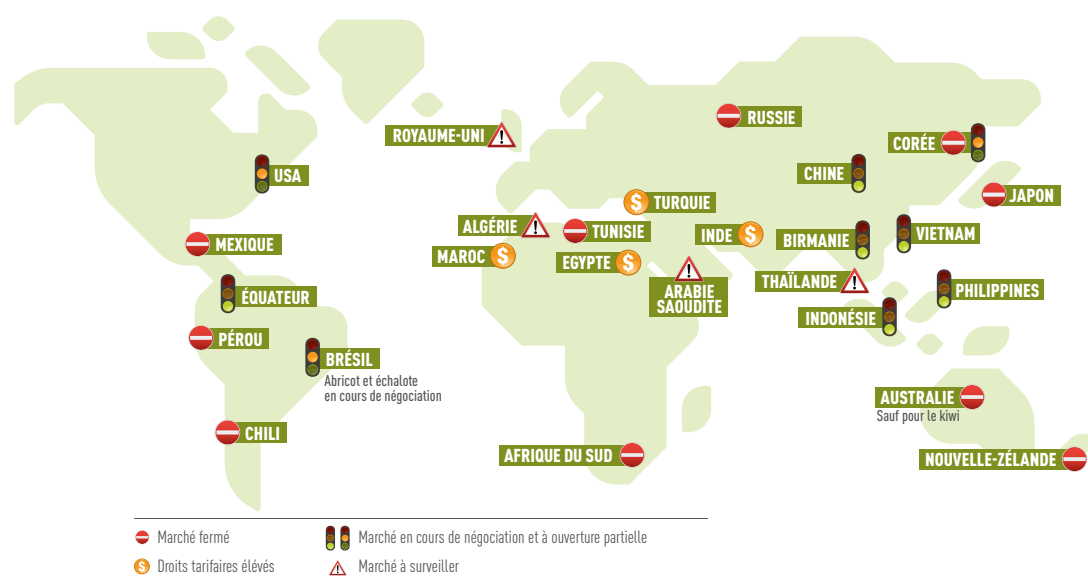 RUSSIE
ROYAUME-UNI
CORÉE
USA
CHINE
JAPON
TURQUIE
ALGÉRIE
TUNISIE
INDE
BIRMANIE
VIETNAM
MEXIQUE
MAROC
EGYPTE
THAÏLANDE
ARABIE
SAOUDITE
PHILIPPINES
ÉQUATEUR
INDONÉSIE
PÉROU
BRÉSIL
Abricot et échalote
en cours de négociation
AUSTRALIE
Sauf pour le kiwi
CHILI
AFRIQUE DU SUD
NOUVELLE-ZÉLANDE
Marché fermé
Marché en cours de négociation et à ouverture partielle
Droits tarifaires élévés
Marché à surveiller